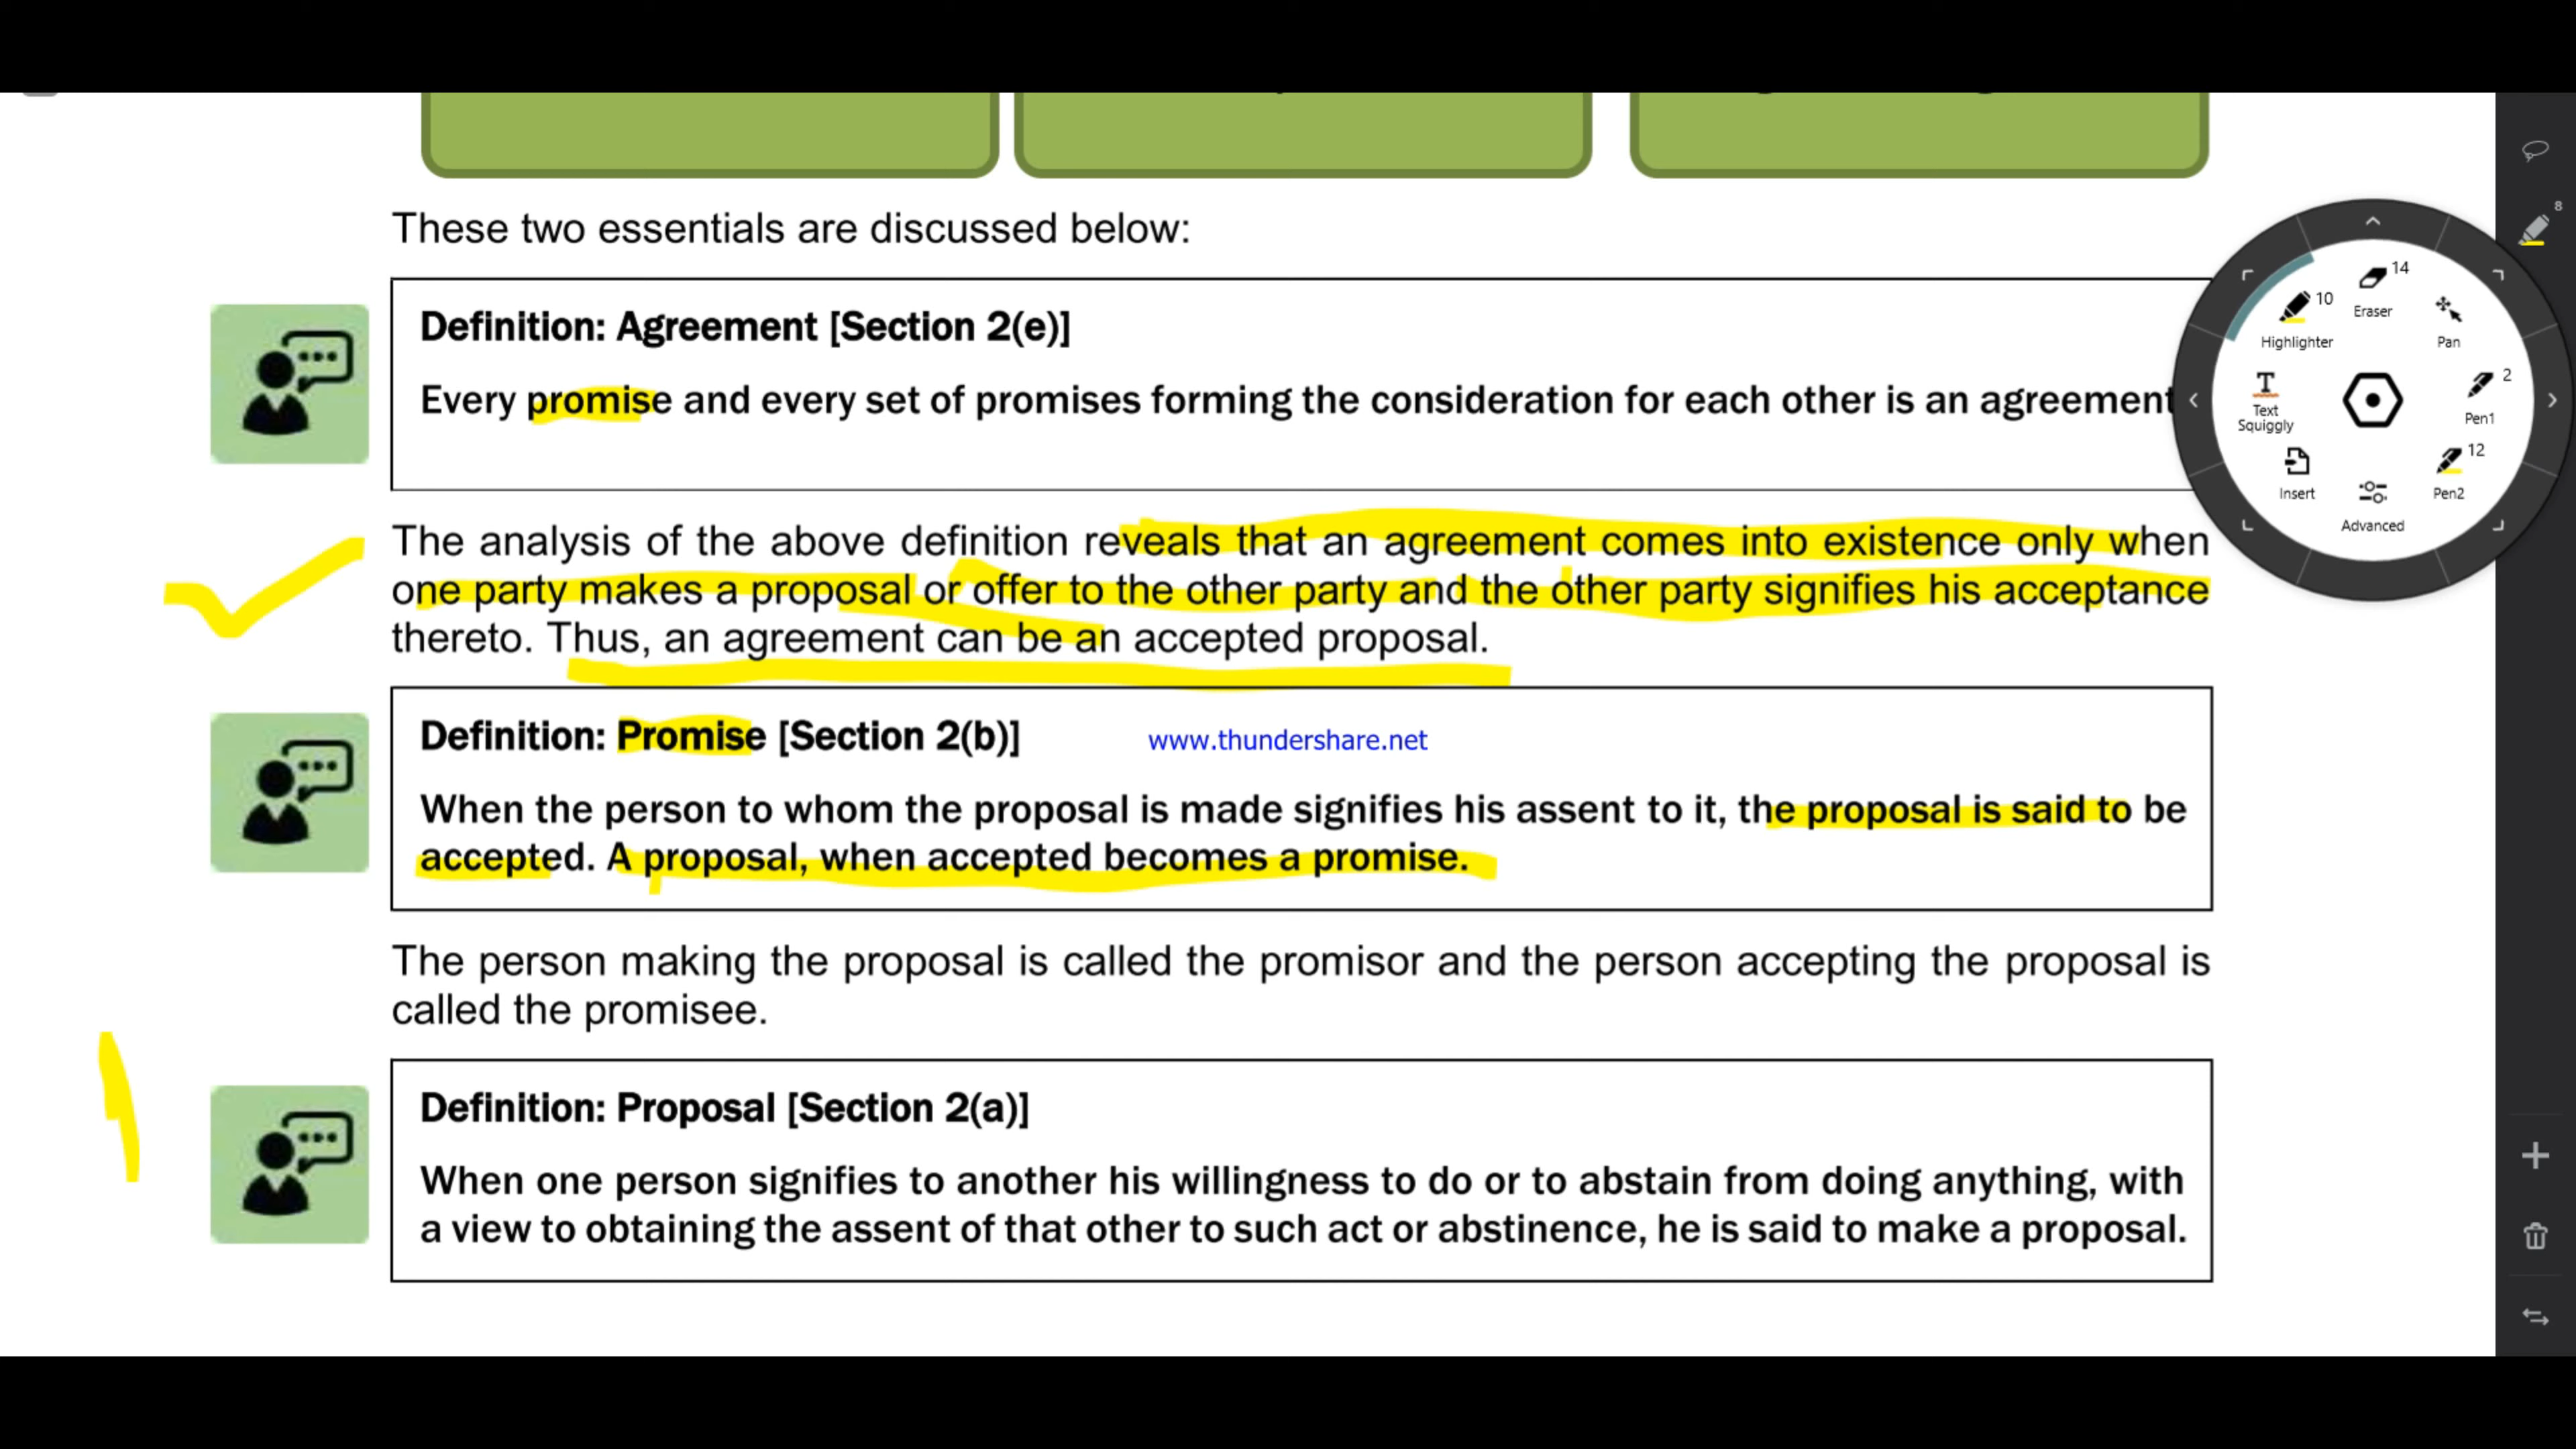 These two essentials are discussed below:
Definition: Agreement [Section 2(e)]
Every promise and every set of promises forming the consideration for each other is an agreement
The analysis of the above definition reveals that an agreement comes into existence only when
one party makes a proposal or offer to the other party and the other party signifies his acceptance
thereto. Thus, an agreement can be an accepted proposal.
Definition: Promise [Section 2(b)]
www.thundershare.net
When the person to whom the proposal is made signifies his assent to it, the proposal is said to be
accepted. A proposal, when accepted becomes a promise.
The person making the proposal is called the promisor and the person accepting the proposal is
called the promisee.
Definition: Proposal [Section 2(a)]
When one person signifies to another his willingness to do or to abstain from doing anything, with
a view to obtaining the assent of that other to such act or abstinence, he is said to make a proposal.
8
14
Eraser
10
Highlighter
Pan
T
Text
Squiggly
2
Pen1
Insert
12
Pen2
Advanced